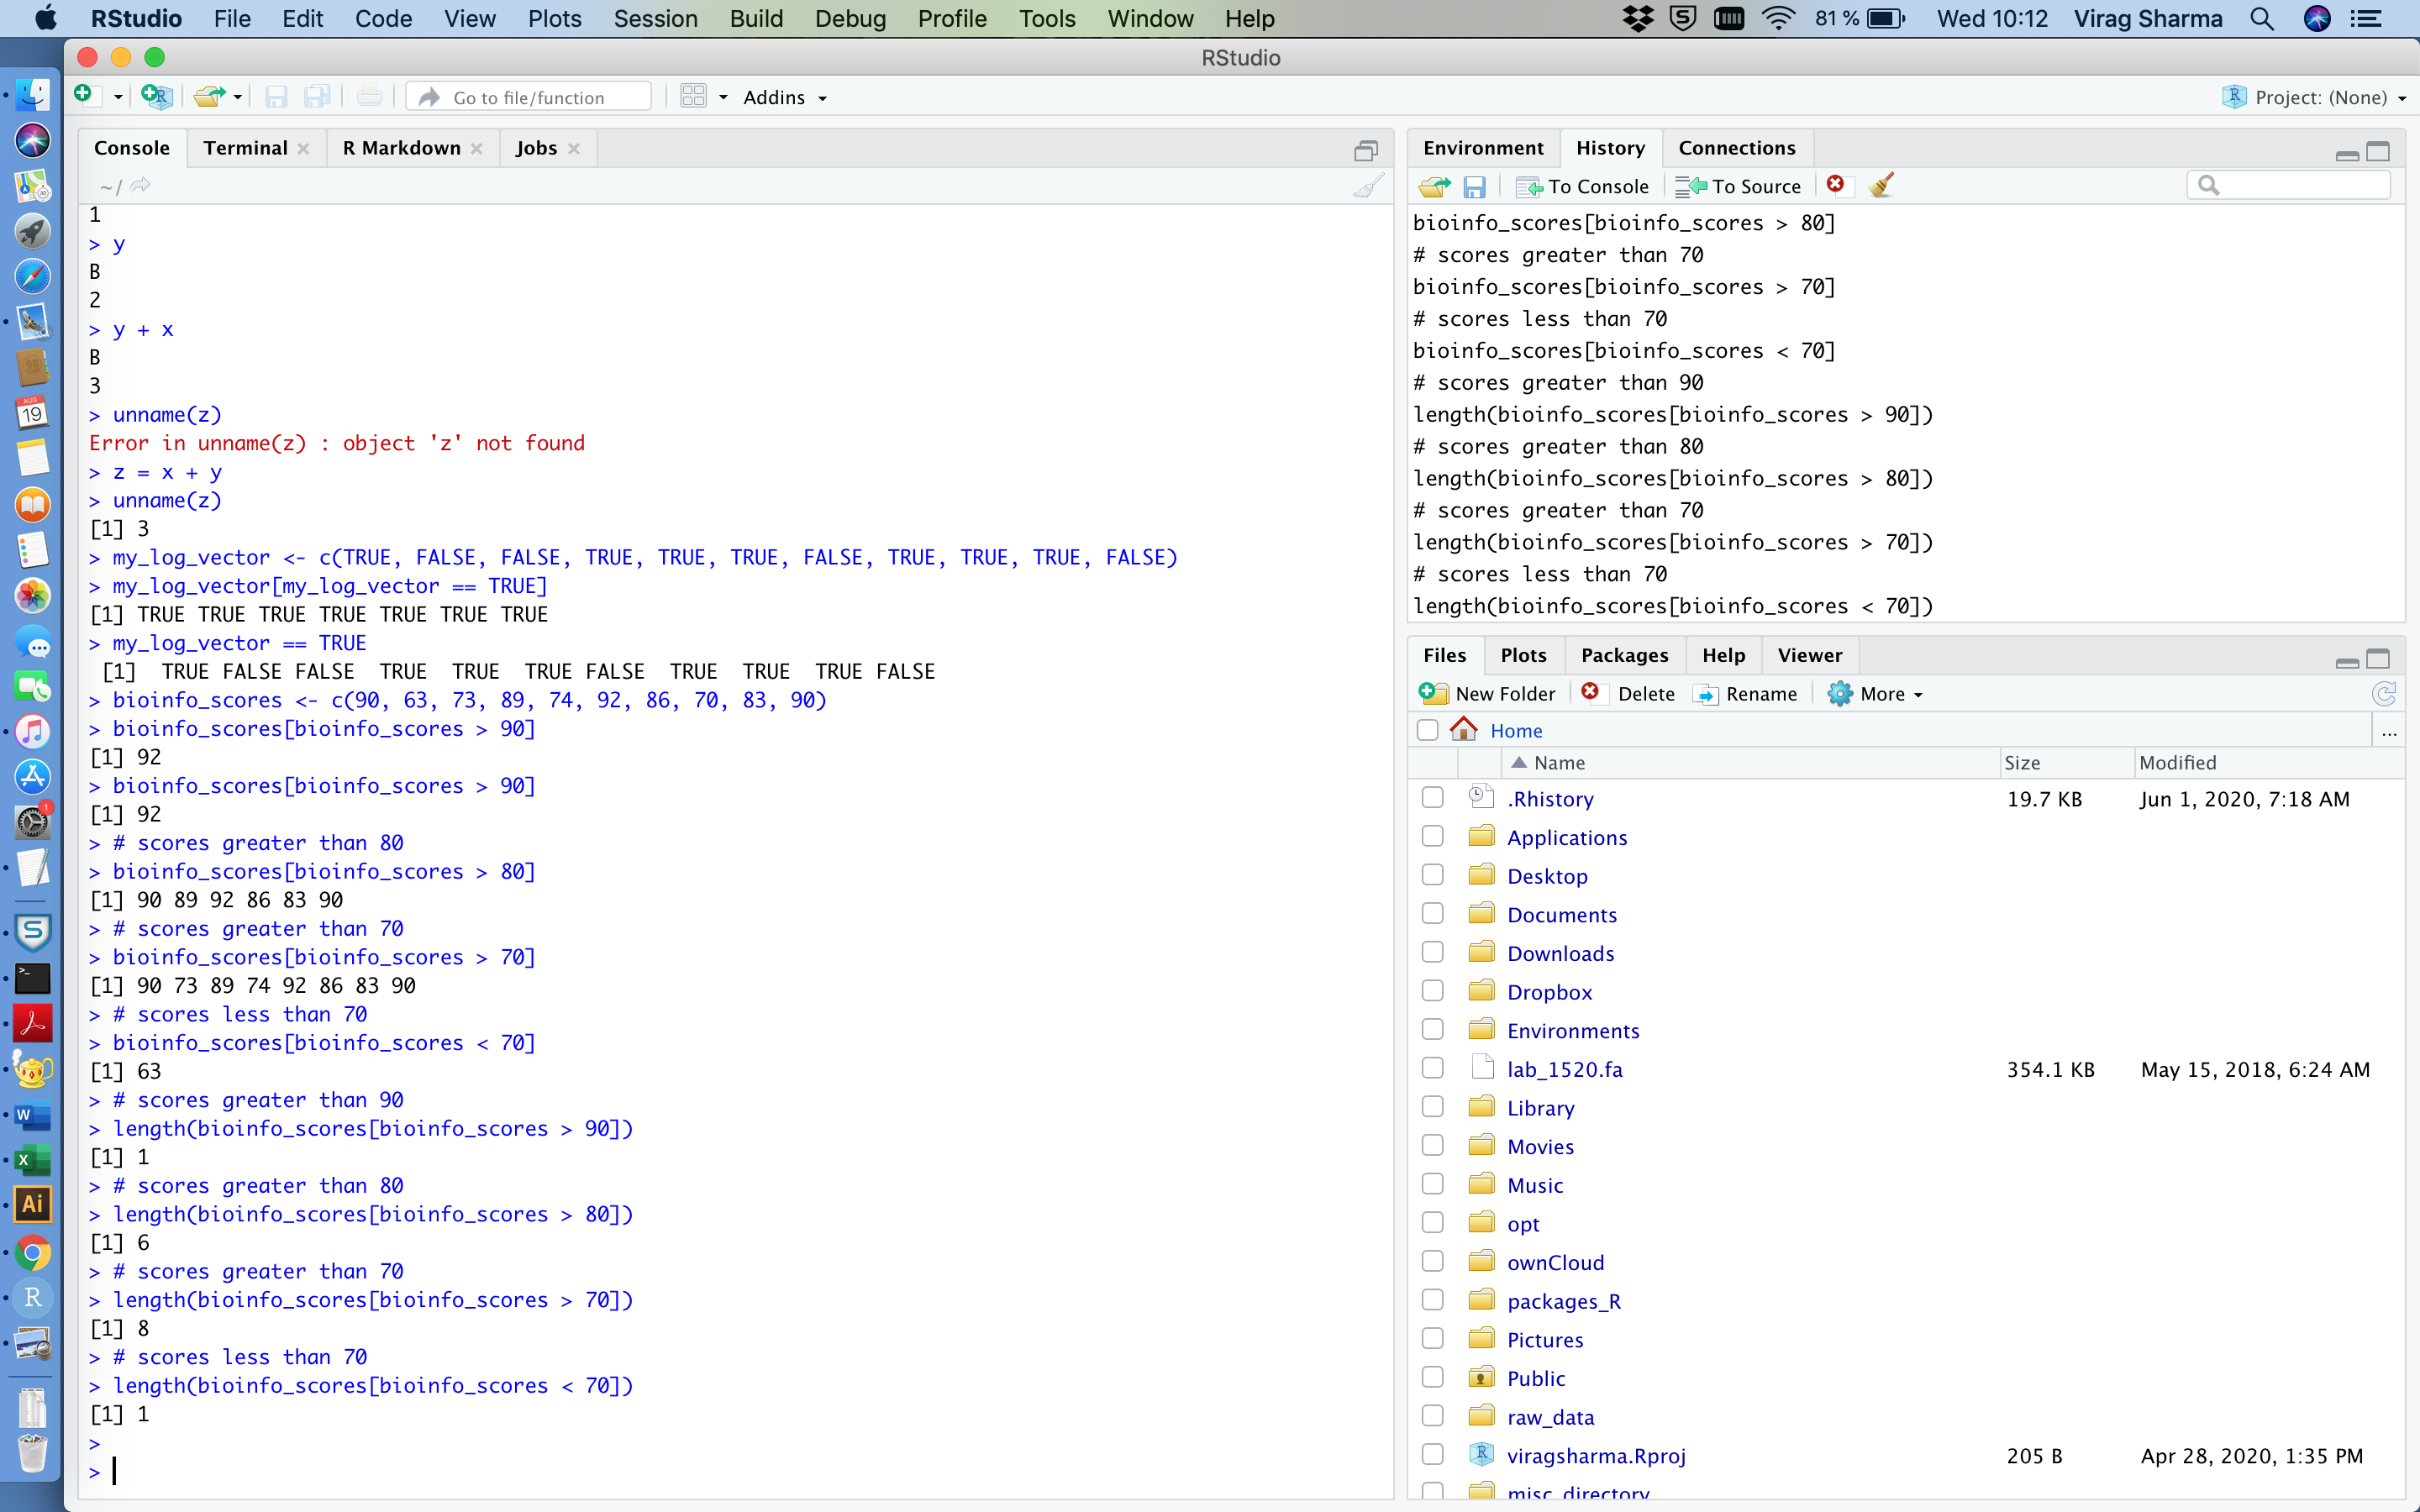 RStudio File Edit Code View Plots Session Build Debug Profile Tools Window Help 81 % Wed 10:12 Virag Sharma
RStudio
Go to file/function Addins Project: (None)
Console Terminal R Markdown Jobs
~/
1
> y
B
2
> y + x
B
3
> unname(z)
Error in unname(z) : object 'z' not found
> z = x + y
> unname(z)
[1] 3
> my_log_vector <- c(TRUE, FALSE, FALSE, TRUE, TRUE, TRUE, FALSE, TRUE, TRUE, TRUE, FALSE)
> my_log_vector[my_log_vector == TRUE]
[1] TRUE TRUE TRUE TRUE TRUE TRUE TRUE
> my_log_vector == TRUE
[1] TRUE FALSE FALSE TRUE TRUE TRUE FALSE TRUE TRUE TRUE FALSE
> bioinfo_scores <- c(90, 63, 73, 89, 74, 92, 86, 70, 83, 90)
> bioinfo_scores[bioinfo_scores > 90]
[1] 92
> bioinfo_scores[bioinfo_scores > 90]
[1] 92
> # scores greater than 80
> bioinfo_scores[bioinfo_scores > 80]
[1] 90 89 92 86 83 90
> # scores greater than 70
> bioinfo_scores[bioinfo_scores > 70]
[1] 90 73 89 74 92 86 83 90
> # scores less than 70
> bioinfo_scores[bioinfo_scores < 70]
[1] 63
> # scores greater than 90
> length(bioinfo_scores[bioinfo_scores > 90])
[1] 1
> # scores greater than 80
> length(bioinfo_scores[bioinfo_scores > 80])
[1] 6
> # scores greater than 70
> length(bioinfo_scores[bioinfo_scores > 70])
[1] 8
> # scores less than 70
> length(bioinfo_scores[bioinfo_scores < 70])
[1] 1
>
>
Environment History Connections
To Console To Source
bioinfo_scores[bioinfo_scores > 80]
# scores greater than 70
bioinfo_scores[bioinfo_scores > 70]
# scores less than 70
bioinfo_scores[bioinfo_scores < 70]
# scores greater than 90
length(bioinfo_scores[bioinfo_scores > 90])
# scores greater than 80
length(bioinfo_scores[bioinfo_scores > 80])
# scores greater than 70
length(bioinfo_scores[bioinfo_scores > 70])
# scores less than 70
length(bioinfo_scores[bioinfo_scores < 70])
Files Plots Packages Help Viewer
New Folder Delete Rename More
Home ...
Name Size Modified
.Rhistory 19.7 KB Jun 1, 2020, 7:18 AM
Applications
Desktop
Documents
Downloads
Dropbox
Environments
lab_1520.fa 354.1 KB May 15, 2018, 6:24 AM
Library
Movies
Music
opt
ownCloud
packages_R
Pictures
Public
raw_data
viragsharma.Rproj 205 B Apr 28, 2020, 1:35 PM
misc_directory
AUG
19
1
S
>_
W
X
Ai
R